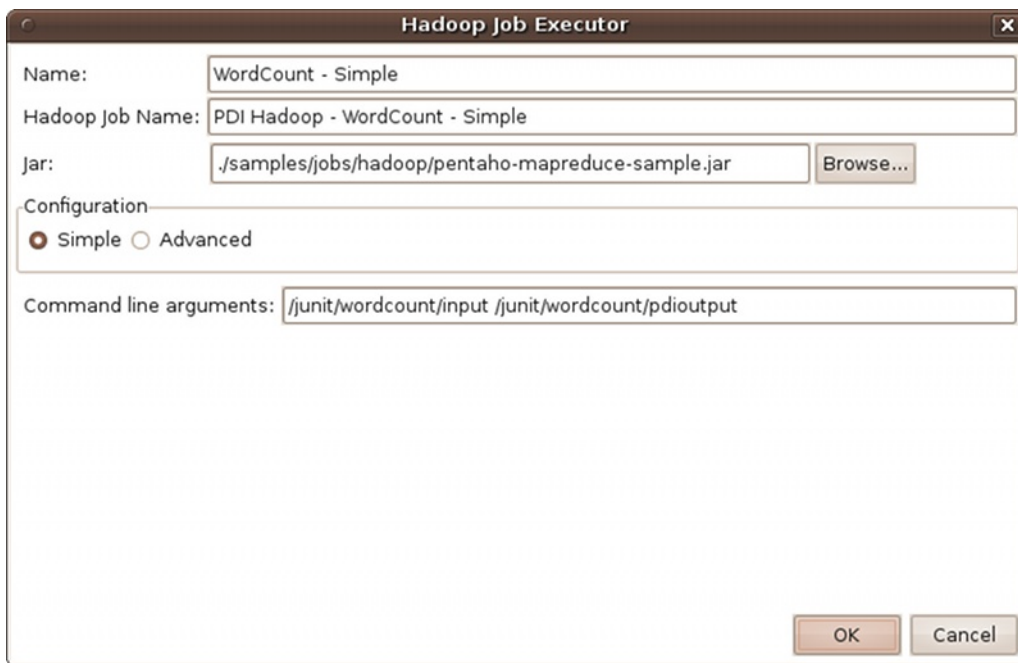 Hadoop Job Executor
Name: WordCount - Simple
Hadoop Job Name: PDI Hadoop - WordCount - Simple
Jar: ./samples/jobs/hadoop/pentaho-mapreduce-sample.jar Browse...
Configuration
Simple Advanced
Command line arguments: /junit/wordcount/input /junit/wordcount/pdioutput
OK Cancel